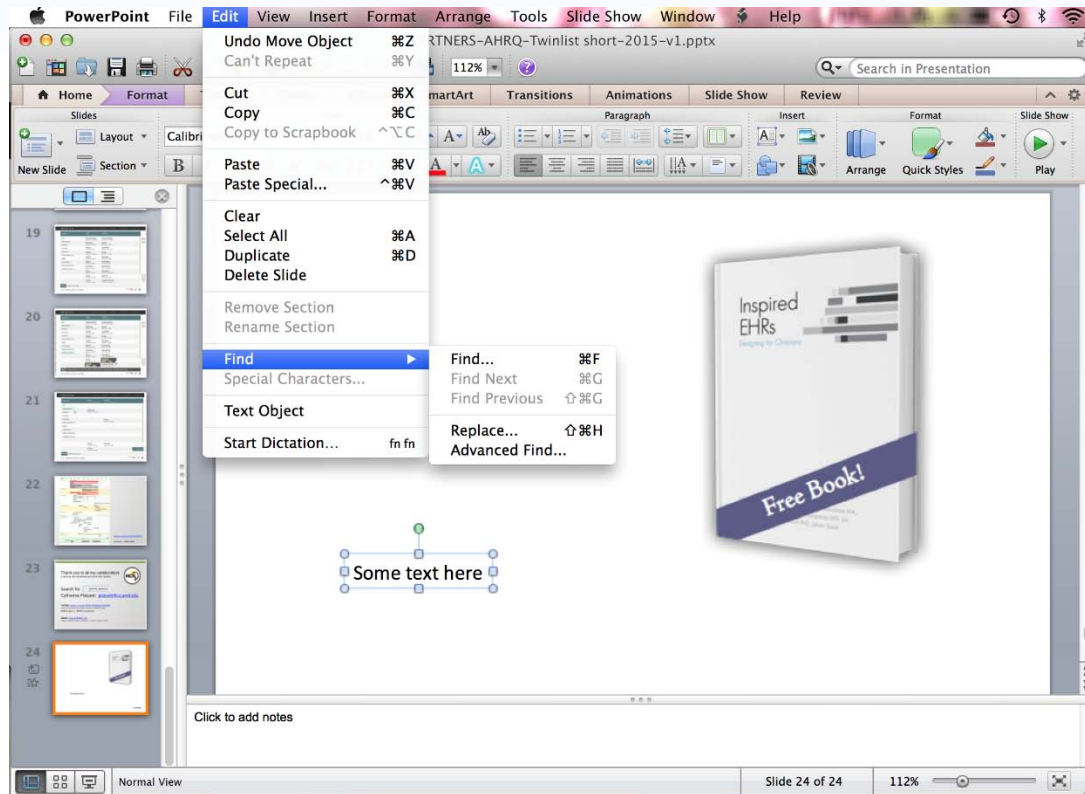 PowerPoint File Edit View Insert Format Arrange Tools Slide Show Window Help
RTNERS-AHRQ-Twinlist short-2015-v1.pptx
112%
Search in Presentation
Home Format SmartArt Transitions Animations Slide Show Review
Slides Paragraph Insert Format Slide Show
New Slide Layout Section Calibri B Arrange Quick Styles Play
Undo Move Object ⌘Z
Can't Repeat ⌘Y
Cut ⌘X
Copy ⌘C
Copy to Scrapbook ^⌥C
Paste ⌘V
Paste Special... ^⌘V
Clear
Select All ⌘A
Duplicate ⌘D
Delete Slide
Remove Section
Rename Section
Find
Special Characters...
Text Object
Start Dictation... fn fn
Find... ⌘F
Find Next ⌘G
Find Previous ⇧⌘G
Replace... ⇧⌘H
Advanced Find...
19
20
21
22
23
24
Inspired
EHRs
Designing for Clinicians
Free Book!
Some text here
Click to add notes
Normal View
Slide 24 of 24
112%